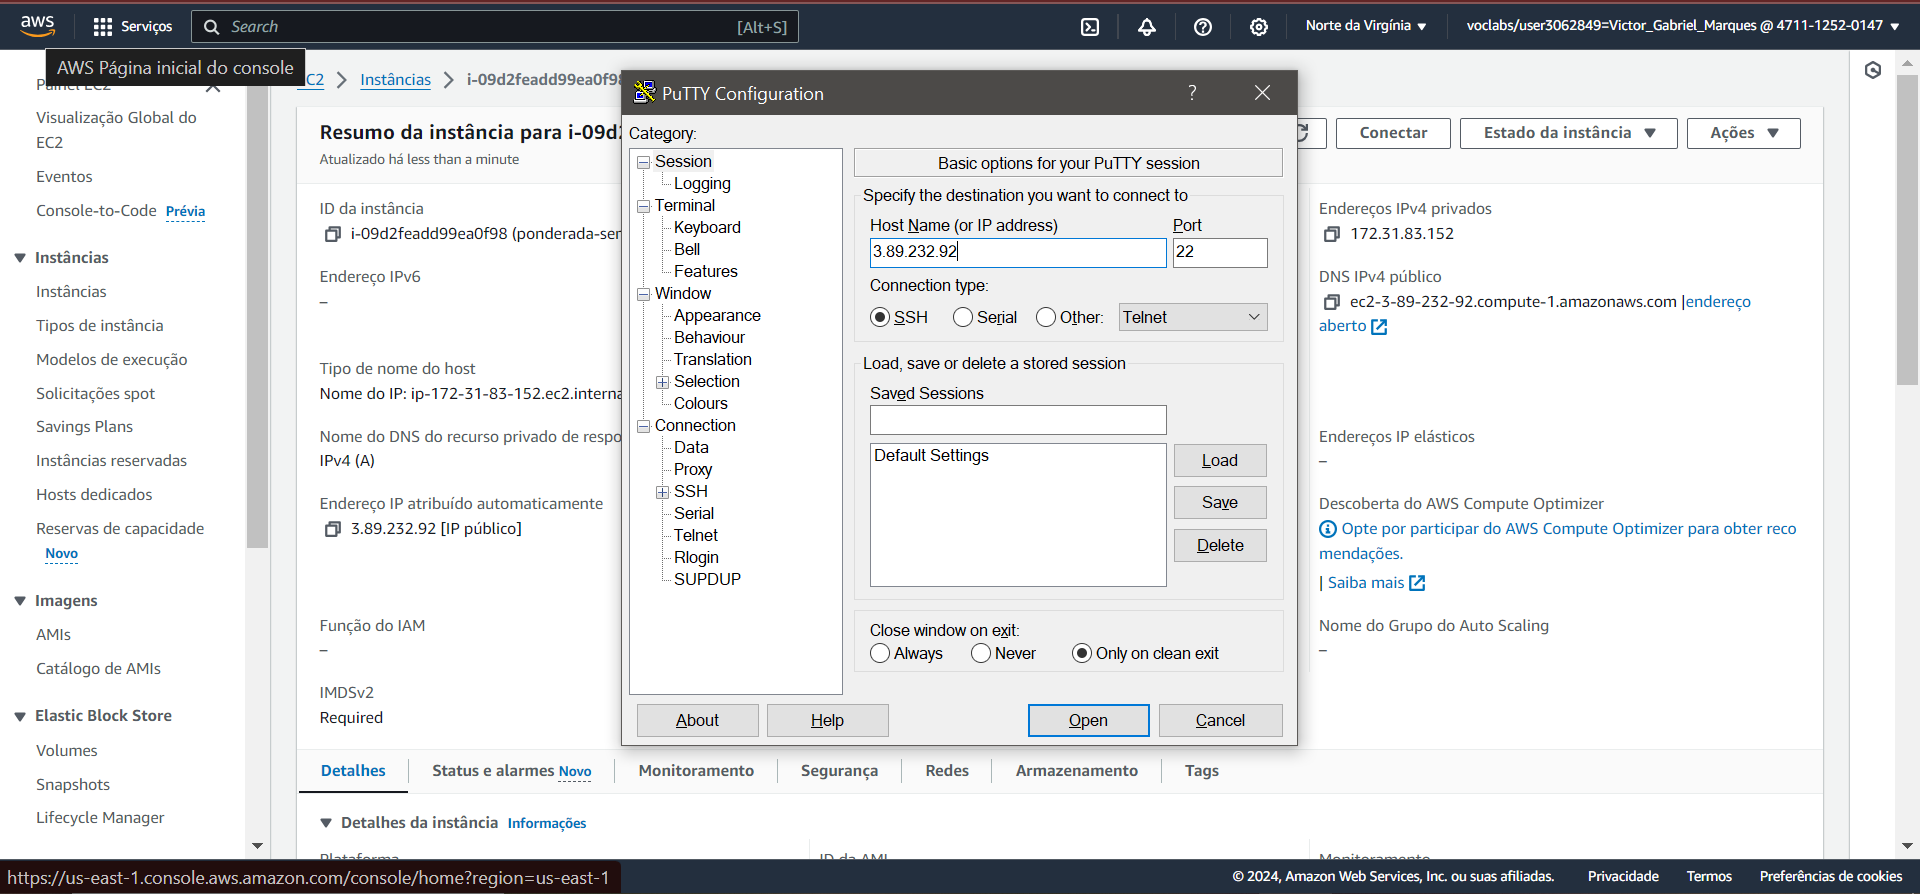 aws
Serviços
Search
[Alt+S]
Norte da Virgínia
voclabs/user3062849=Victor_Gabriel_Marques @ 4711-1252-0147
AWS Página inicial do console
Painel EC2
Visualização Global do
EC2
Eventos
Console-to-Code Prévia
Instâncias
Instâncias
Tipos de instância
Modelos de execução
Solicitações spot
Savings Plans
Instâncias reservadas
Hosts dedicados
Reservas de capacidade
Novo
Imagens
AMIs
Catálogo de AMIs
Elastic Block Store
Volumes
Snapshots
Lifecycle Manager
C2
Instâncias
i-09d2feadd99ea0f98
Resumo da instância para i-09d2
Atualizado há less than a minute
Conectar
Estado da instância
Ações
ID da instância
i-09d2feadd99ea0f98 (ponderada-sem
Endereço IPv6
–
Tipo de nome do host
Nome do IP: ip-172-31-83-152.ec2.interna
Nome do DNS do recurso privado de respo
IPv4 (A)
Endereço IP atribuído automaticamente
3.89.232.92 [IP público]
Função do IAM
–
IMDSv2
Required
PuTTY Configuration
?
Category:
Session
Logging
Terminal
Keyboard
Bell
Features
Window
Appearance
Behaviour
Translation
Selection
Colours
Connection
Data
Proxy
SSH
Serial
Telnet
Rlogin
SUPDUP
Basic options for your PuTTY session
Specify the destination you want to connect to
Host Name (or IP address)
Port
3.89.232.92
22
Connection type:
SSH
Serial
Other:
Telnet
Load, save or delete a stored session
Saved Sessions
Default Settings
Load
Save
Delete
Close window on exit:
Always
Never
Only on clean exit
About
Help
Open
Cancel
Endereços IPv4 privados
172.31.83.152
DNS IPv4 público
ec2-3-89-232-92.compute-1.amazonaws.com |endereço
aberto
Endereços IP elásticos
–
Descoberta do AWS Compute Optimizer
Opte por participar do AWS Compute Optimizer para obter reco
mendações.
| Saiba mais
Nome do Grupo do Auto Scaling
–
Detalhes
Status e alarmes Novo
Monitoramento
Segurança
Redes
Armazenamento
Tags
Detalhes da instância Informações
Plataforma
ID da AMI
Monitoramento
https://us-east-1.console.aws.amazon.com/console/home?region=us-east-1
© 2024, Amazon Web Services, Inc. ou suas afiliadas.
Privacidade
Termos
Preferências de cookies